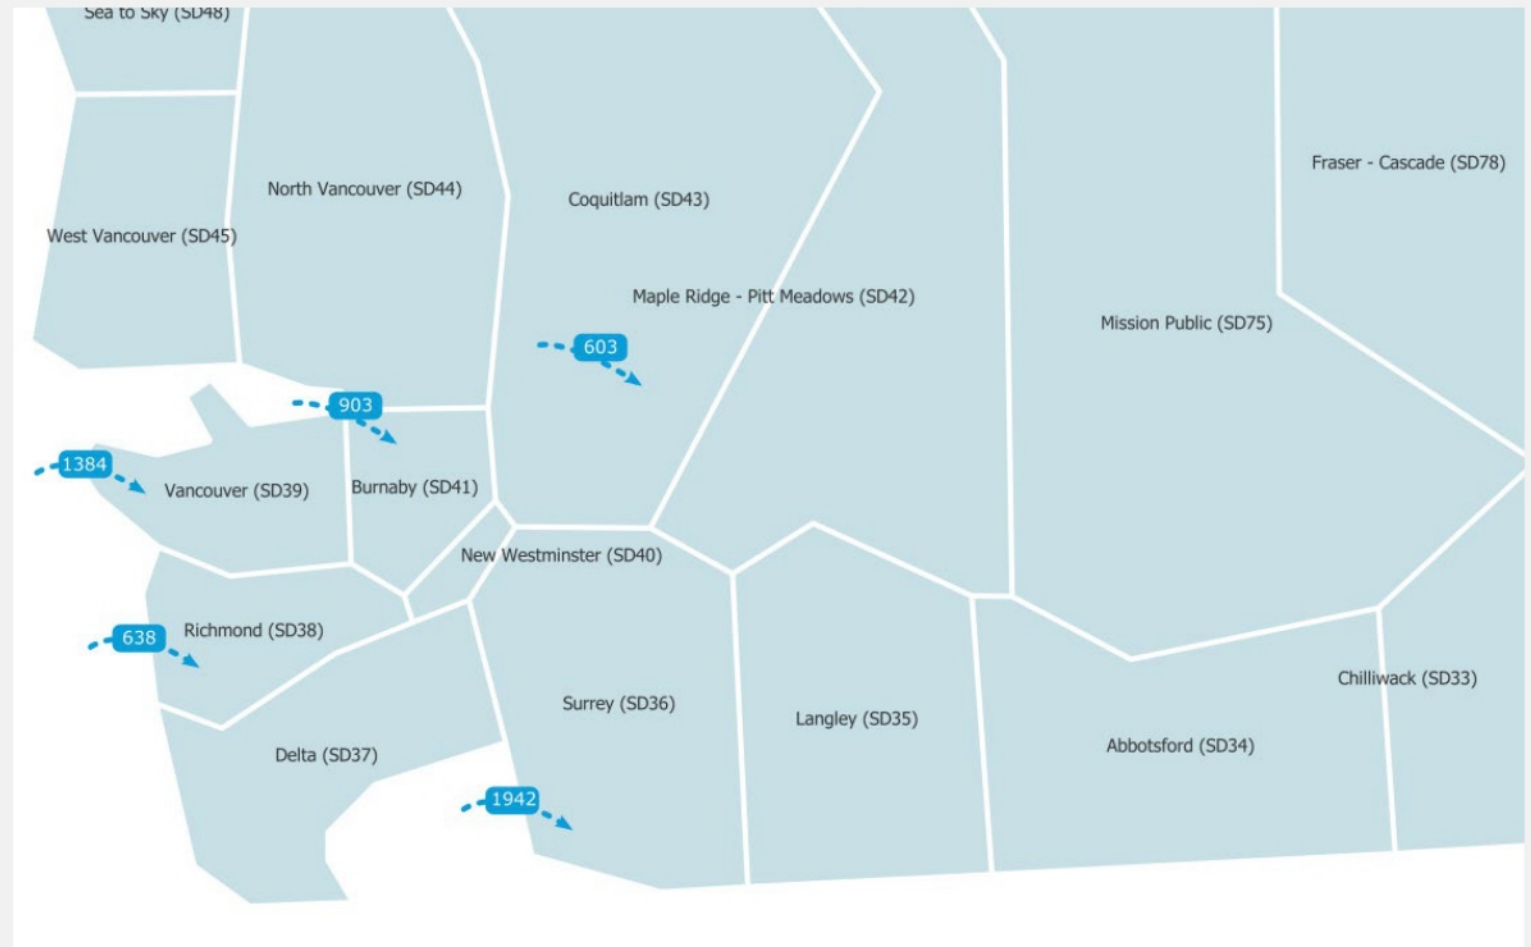 Sea to Sky (SD48)
Fraser - Cascade (SD78)
North Vancouver (SD44)
Coquitlam (SD43)
West Vancouver (SD45)
Maple Ridge - Pitt Meadows (SD42)
Mission Public (SD75)
603
903
1384
Vancouver (SD39)
Burnaby (SD41)
New Westminster (SD40)
Richmond (SD38)
638
Chilliwack (SD33)
Surrey (SD36)
Langley (SD35)
Abbotsford (SD34)
Delta (SD37)
1942